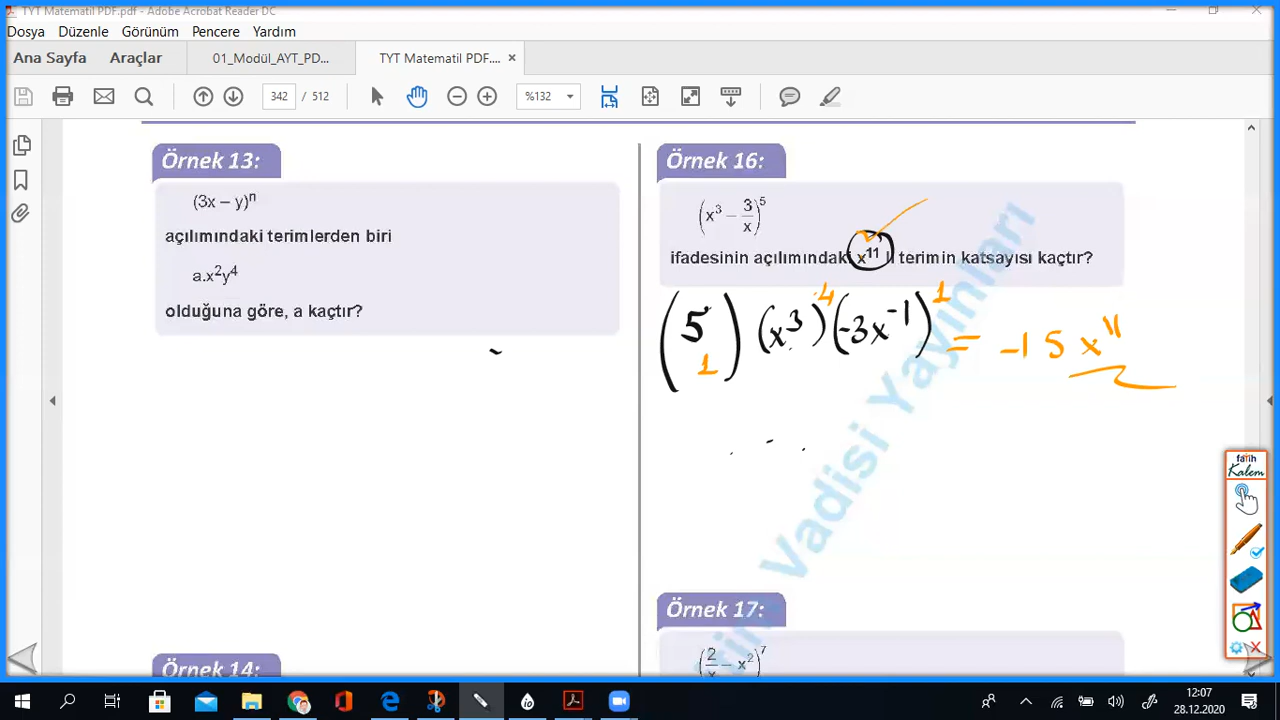 TYT Matematil PDF.pdf - Adobe Acrobat Reader DC
Dosya Düzenle Görünüm Pencere Yardım
Ana Sayfa Araçlar 01_Modül_AYT_PD... TYT Matematil PDF.... ×
342 / 512 %132
Örnek 13:
(3x – y)ⁿ
açılımındaki terimlerden biri
a.x²y⁴
olduğuna göre, a kaçtır?
Örnek 14:
Örnek 16:
(x³ – 3/x)⁵
ifadesinin açılımındaki x¹¹ li terimin katsayısı kaçtır?
(5 1) (x³)⁴ (-3x⁻¹)¹ = -15 x¹¹
Örnek 17:
(2/x – x²)⁷
Vadisi Yayınları
fatih
Kalem
12:07
28.12.2020